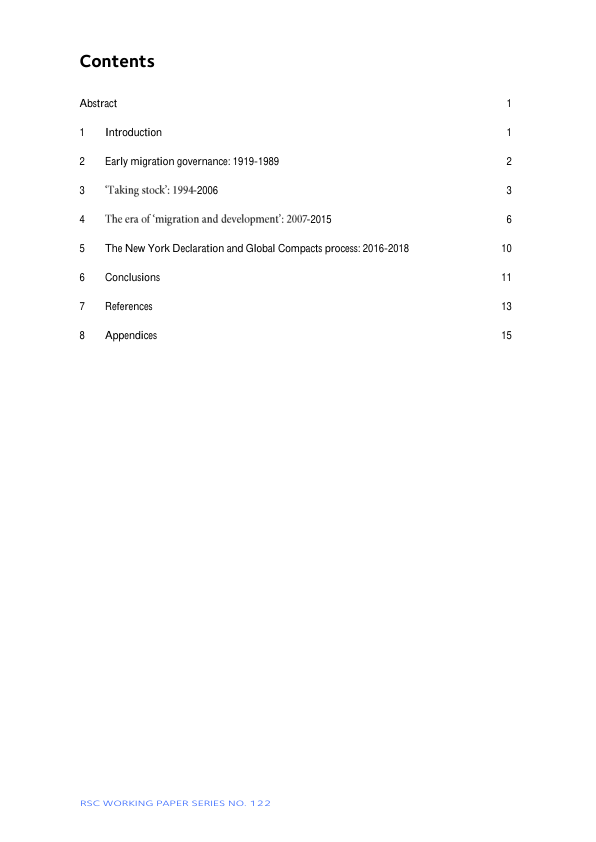 Contents
Abstract 1
1 Introduction 1
2 Early migration governance: 1919-1989 2
3 ‘Taking stock’: 1994-2006 3
4 The era of ‘migration and development’: 2007-2015 6
5 The New York Declaration and Global Compacts process: 2016-2018 10
6 Conclusions 11
7 References 13
8 Appendices 15
RSC WORKING PAPER SERIES NO. 122